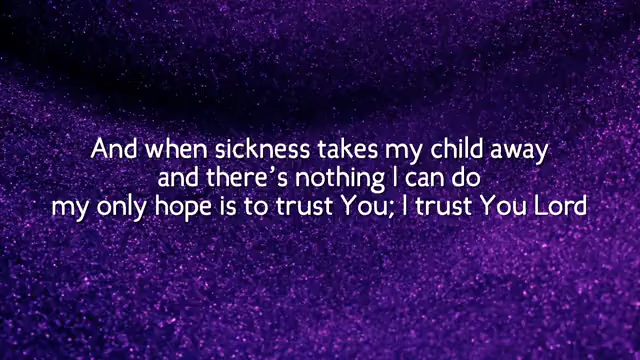 And when sickness takes my child away
and there's nothing I can do
my only hope is to trust You; I trust You Lord